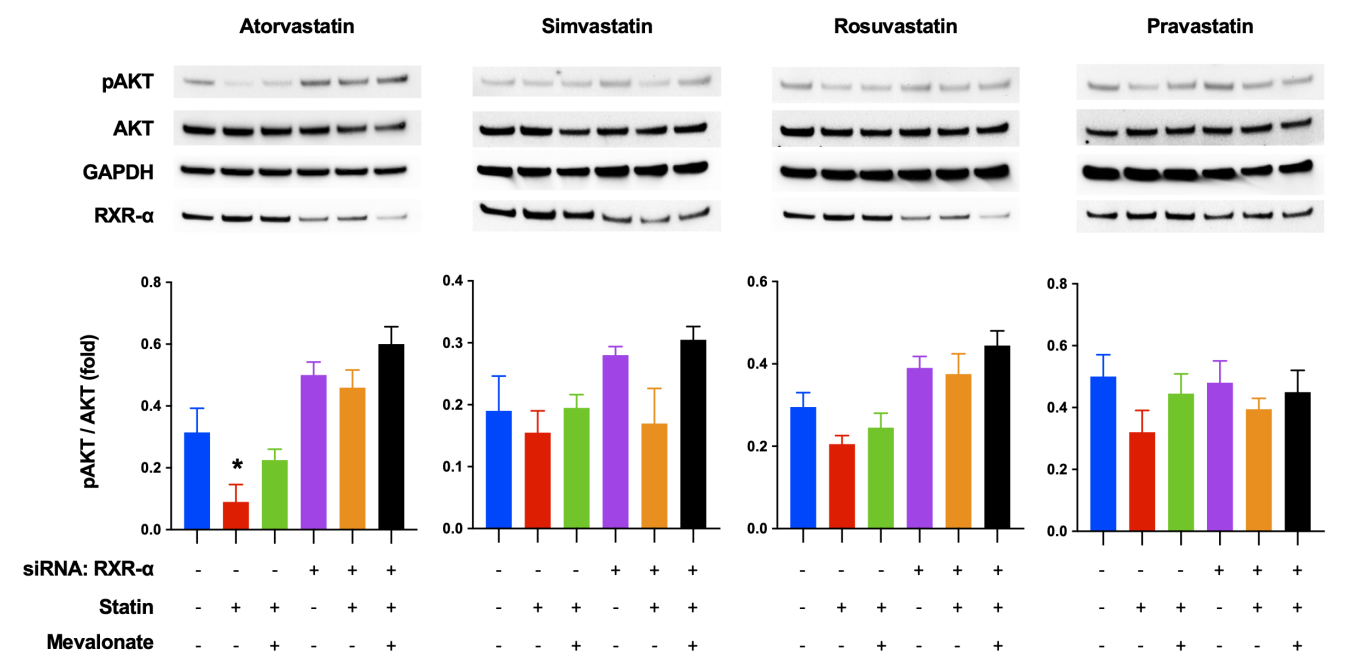 Atorvastatin Simvastatin Rosuvastatin Pravastatin
pAKT
AKT
GAPDH
RXR-α
pAKT / AKT (fold)
0.8 0.4 0.6 0.8
0.6 0.3 0.4 0.6
0.4 0.2 0.2 0.4
0.2 0.1 0.0 0.2
0.0 0.0 0.0
*
siRNA: RXR-α - - - + + + - - - + + + - - - + + + - - - + + +
Statin - + + - + + - + + - + + - + + - + + - + + - + +
Mevalonate - - + - - + - - + - - + - - + - - + - - + - - +